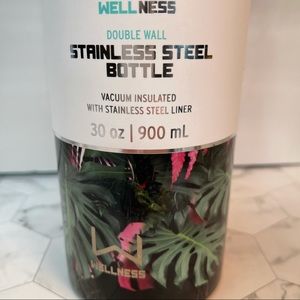 WELLNESS
DOUBLE WALL
STAINLESS STEEL
BOTTLE
VACUUM INSULATED
WITH STAINLESS STEEL LINER
30 oz | 900 mL
W
WELLNESS